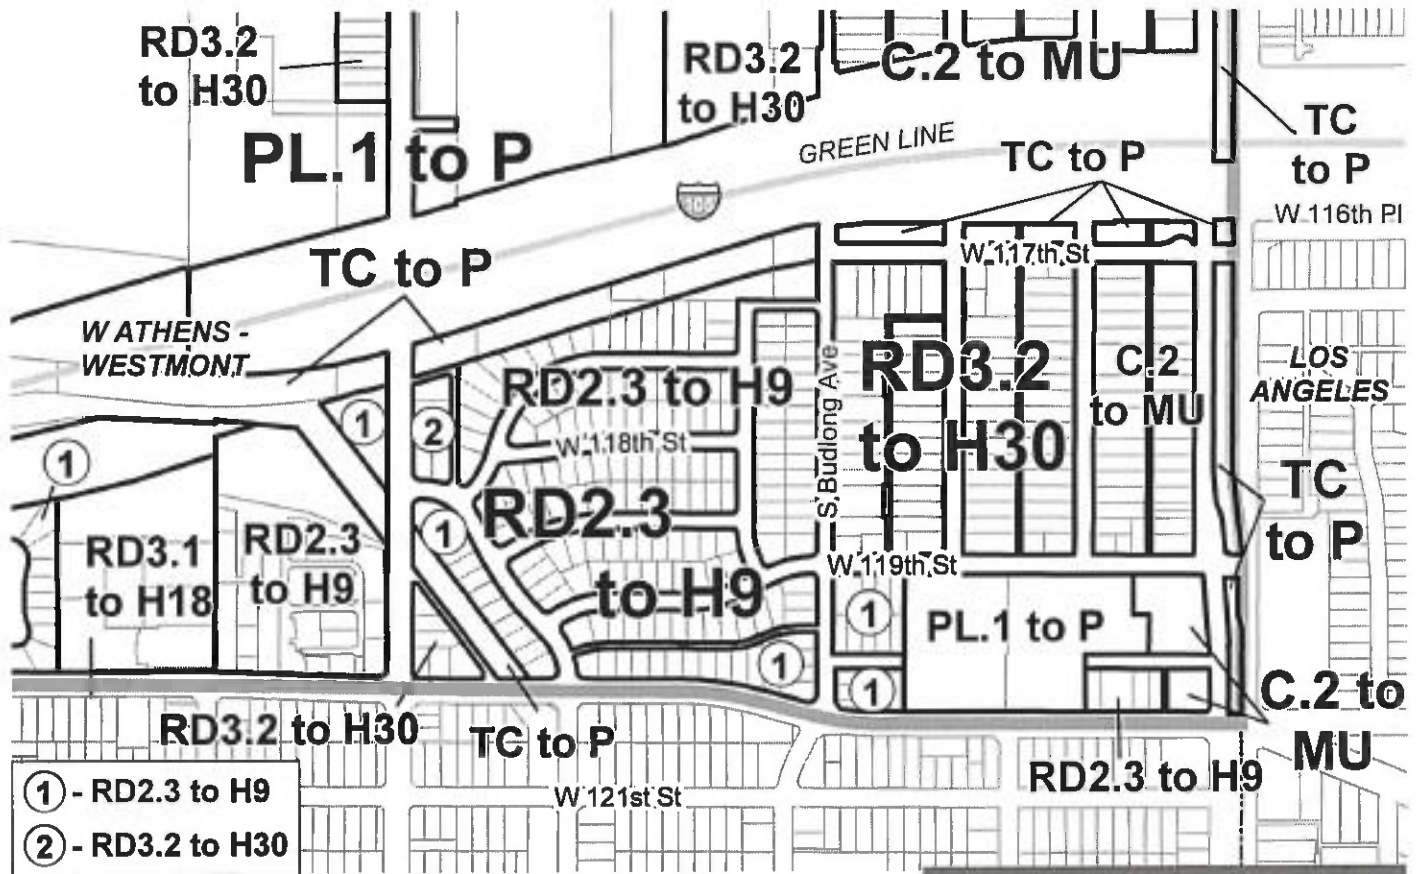 RD3.2
to H30
RD3.2
to H30
C.2 to MU
TC
to P
PL.1 to P
GREEN LINE
TC to P
105
W 116th Pl
W 117th St
TC to P
W ATHENS -
WESTMONT
RD2.3 to H9
S Budlong Ave
RD3.2
to H30
C.2
to MU
LOS
ANGELES
1
2
W 118th St
1
RD2.3
to H9
1
TC
to P
RD3.1
to H18
RD2.3
to H9
W 119th St
1
PL.1 to P
1
1
C.2 to
MU
RD3.2 to H30
TC to P
RD2.3 to H9
W 121st St
1 - RD2.3 to H9
2 - RD3.2 to H30